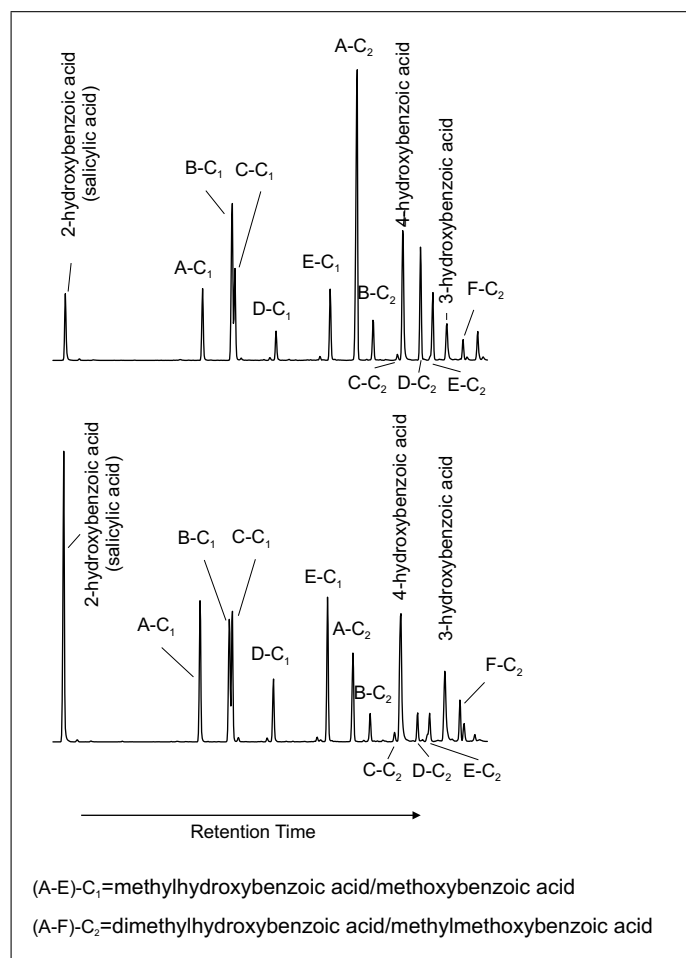 A-C₂
2-hydroxybenzoic acid
(salicylic acid)
4-hydroxybenzoic acid
B-C₁
C-C₁
3-hydroxybenzoic acid
A-C₁
E-C₁
F-C₂
B-C₂
D-C₁
C-C₂
D-C₂
E-C₂
2-hydroxybenzoic acid
(salicylic acid)
4-hydroxybenzoic acid
3-hydroxybenzoic acid
B-C₁
C-C₁
E-C₁
A-C₁
A-C₂
D-C₁
F-C₂
B-C₂
C-C₂
D-C₂
E-C₂
Retention Time
(A-E)-C₁=methylhydroxybenzoic acid/methoxybenzoic acid
(A-F)-C₂=dimethylhydroxybenzoic acid/methylmethoxybenzoic acid